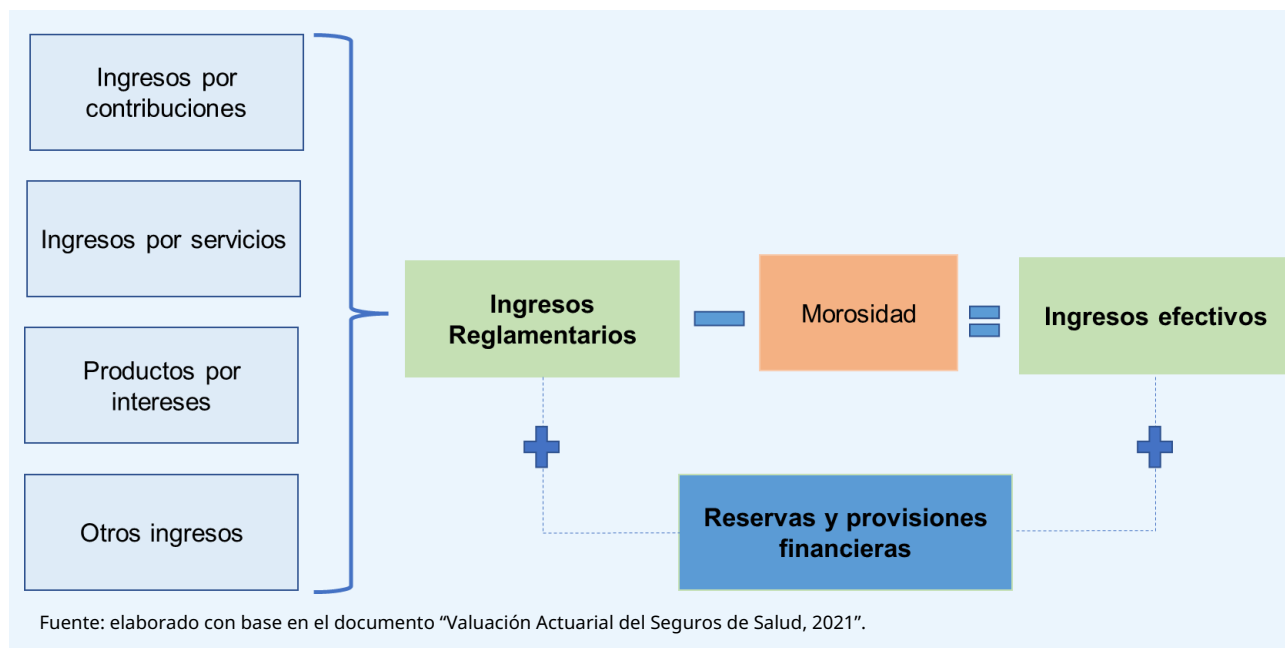 Ingresos por
contribuciones
Ingresos por servicios
Productos por
intereses
Otros ingresos
Ingresos
Reglamentarios
Morosidad
Ingresos efectivos
Reservas y provisiones
financieras
Fuente: elaborado con base en el documento “Valuación Actuarial del Seguros de Salud, 2021”.